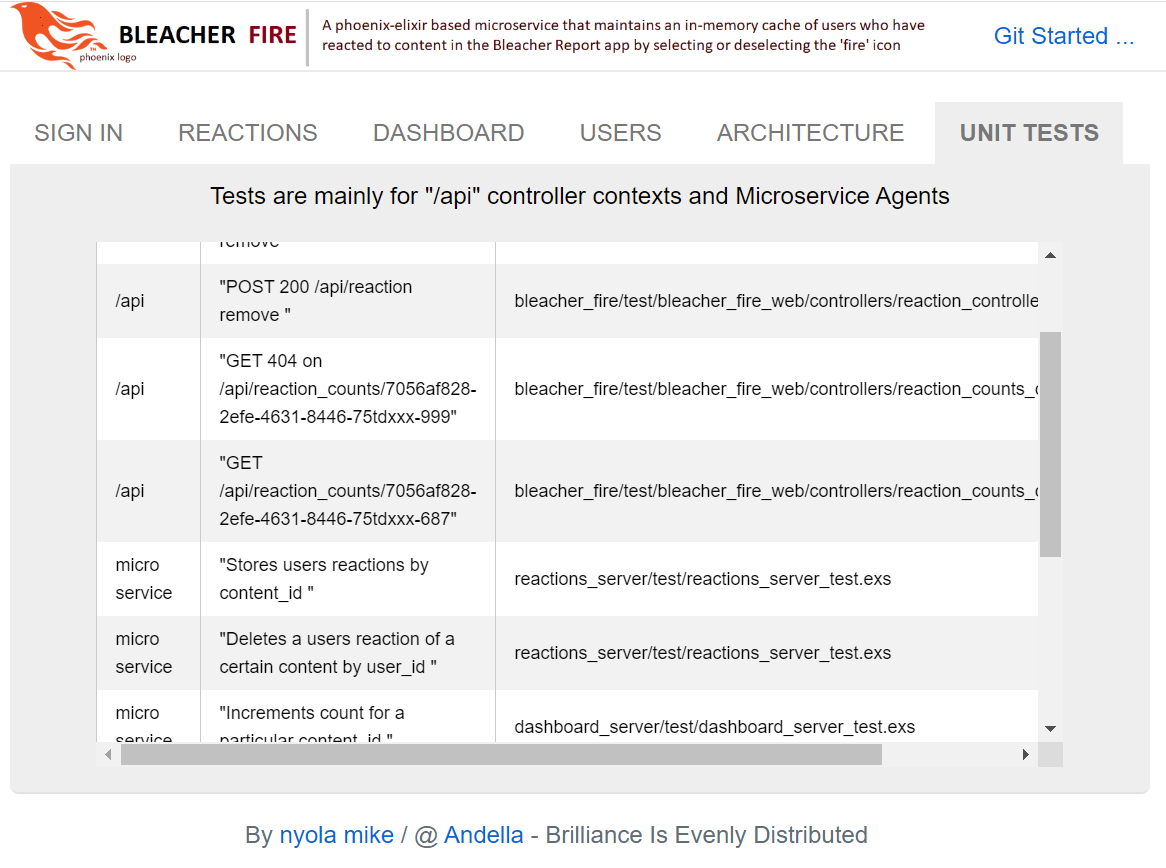 BLEACHER FIRE
phoenix logo
A phoenix-elixir based microservice that maintains an in-memory cache of users who have
reacted to content in the Bleacher Report app by selecting or deselecting the 'fire' icon
Git Started ...
SIGN IN REACTIONS DASHBOARD USERS ARCHITECTURE UNIT TESTS
Tests are mainly for "/api" controller contexts and Microservice Agents
remove
/api
"POST 200 /api/reaction
remove "
bleacher_fire/test/bleacher_fire_web/controllers/reaction_controlle
/api
"GET 404 on
/api/reaction_counts/7056af828-
2efe-4631-8446-75tdxxx-999"
bleacher_fire/test/bleacher_fire_web/controllers/reaction_counts_
/api
"GET
/api/reaction_counts/7056af828-
2efe-4631-8446-75tdxxx-687"
bleacher_fire/test/bleacher_fire_web/controllers/reaction_counts_
micro
service
"Stores users reactions by
content_id "
reactions_server/test/reactions_server_test.exs
micro
service
"Deletes a users reaction of a
certain content by user_id "
reactions_server/test/reactions_server_test.exs
micro
service
"Increments count for a
particular content_id "
dashboard_server/test/dashboard_server_test.exs
By nyola mike / @ Andella - Brilliance Is Evenly Distributed